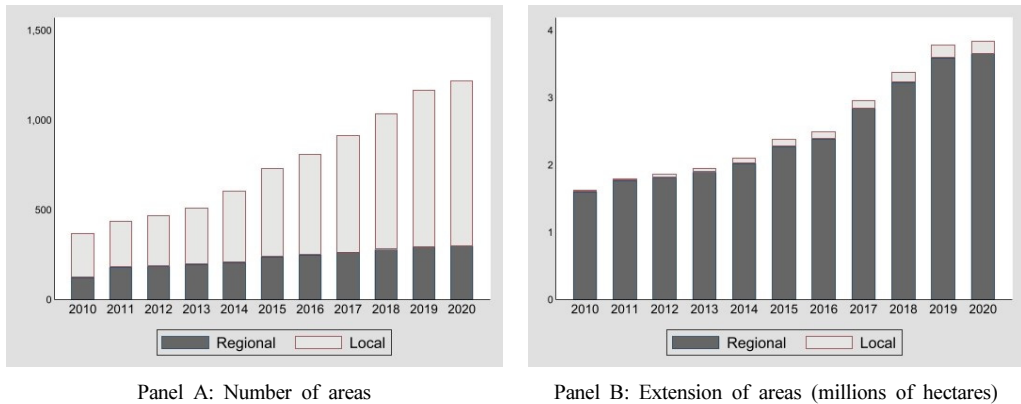 1,500
1,000
500
0
2010 2011 2012 2013 2014 2015 2016 2017 2018 2019 2020
Regional Local
Panel A: Number of areas
4
3
2
1
0
2010 2011 2012 2013 2014 2015 2016 2017 2018 2019 2020
Regional Local
Panel B: Extension of areas (millions of hectares)